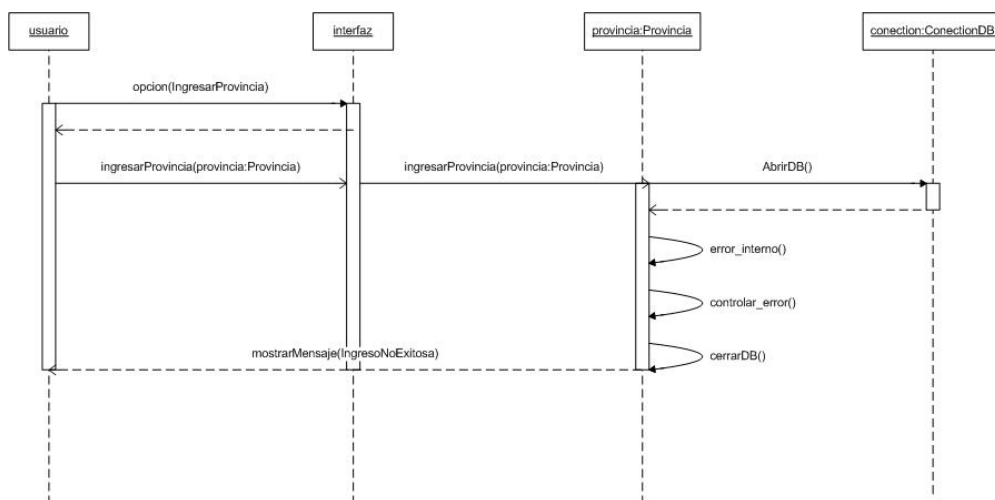 usuario
interfaz
provincia:Provincia
conection:ConectionDB
opcion(IngresarProvincia)
ingresarProvincia(provincia:Provincia)
ingresarProvincia(provincia:Provincia)
AbrirDB()
error_interno()
controlar_error()
mostrarMensaje(IngresoNoExitosa)
cerrarDB()